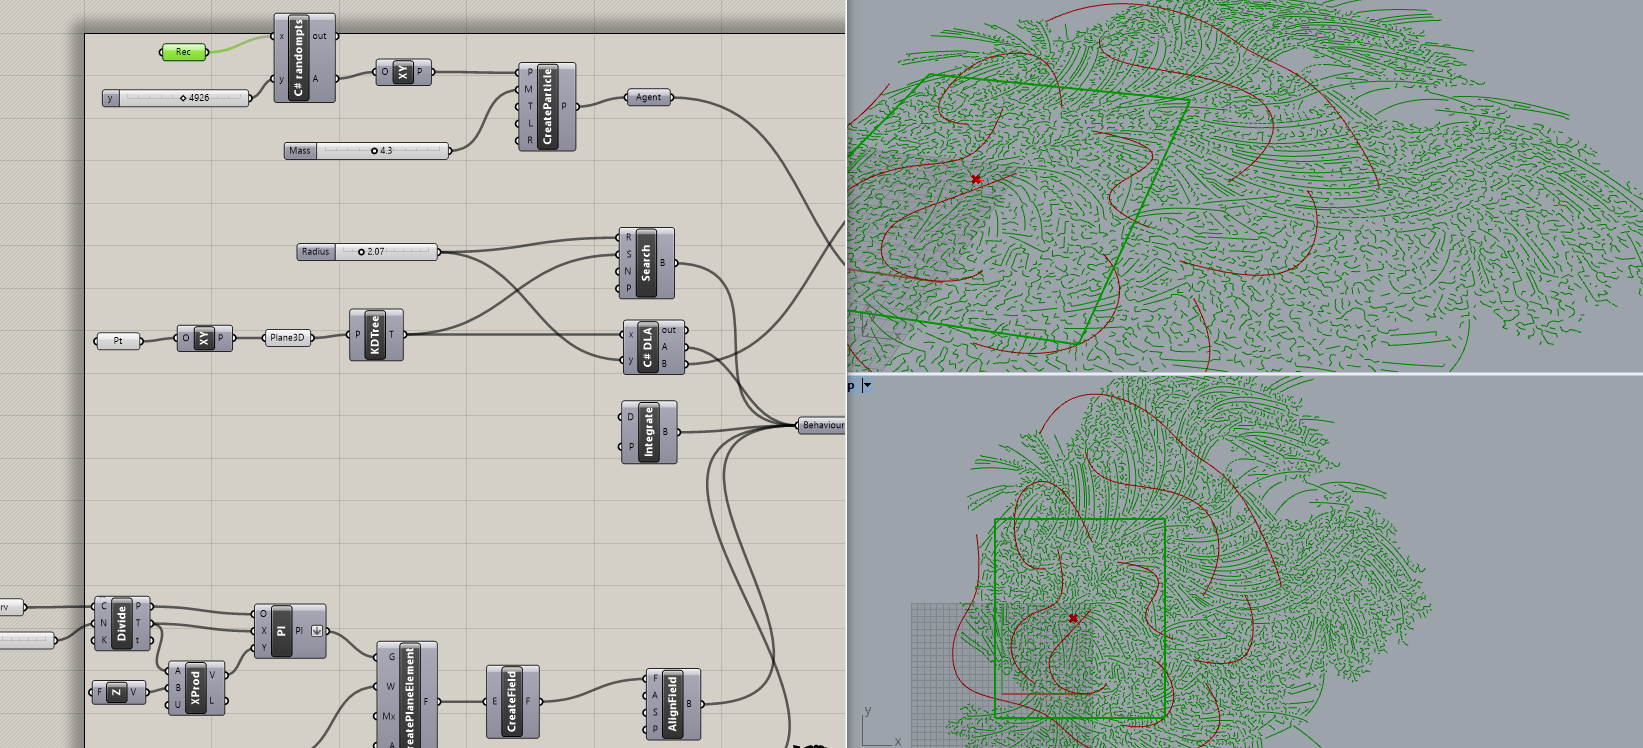 x
out
Rec
C# randompts
y
A
y
4926
O
XY
P
P
M
T
L
R
CreateParticle
P
Agent
Mass
4.3
Radius
2.07
R
S
N
P
Search
B
Pt
O
XY
P
Plane3D
P
KDTree
T
x
y
C# DLA
out
A
B
D
P
Integrate
B
Behaviour
rv
C
N
K
Divide
P
T
t
O
X
Y
Pl
Pl
F
Z
V
A
B
U
XProd
V
L
G
W
Mx
A
reatePlaneElement
F
E
CreateField
F
F
A
S
P
AlignField
B
x
p
y
x